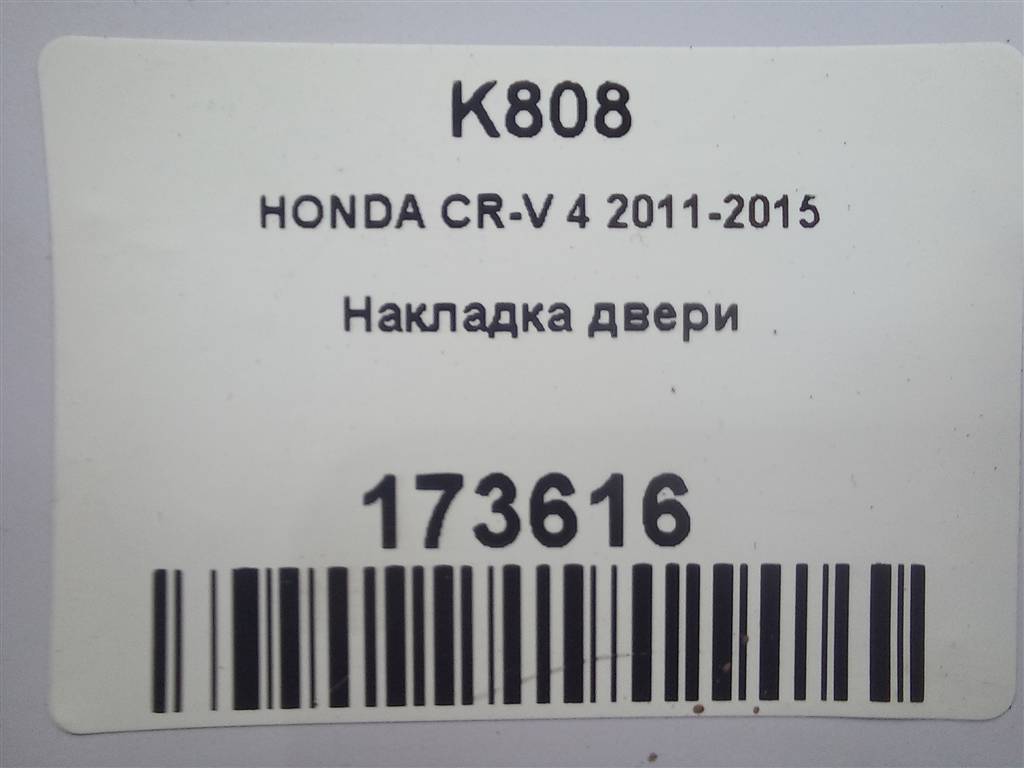 K808
HONDA CR-V 4 2011-2015
Накладка двери
173616